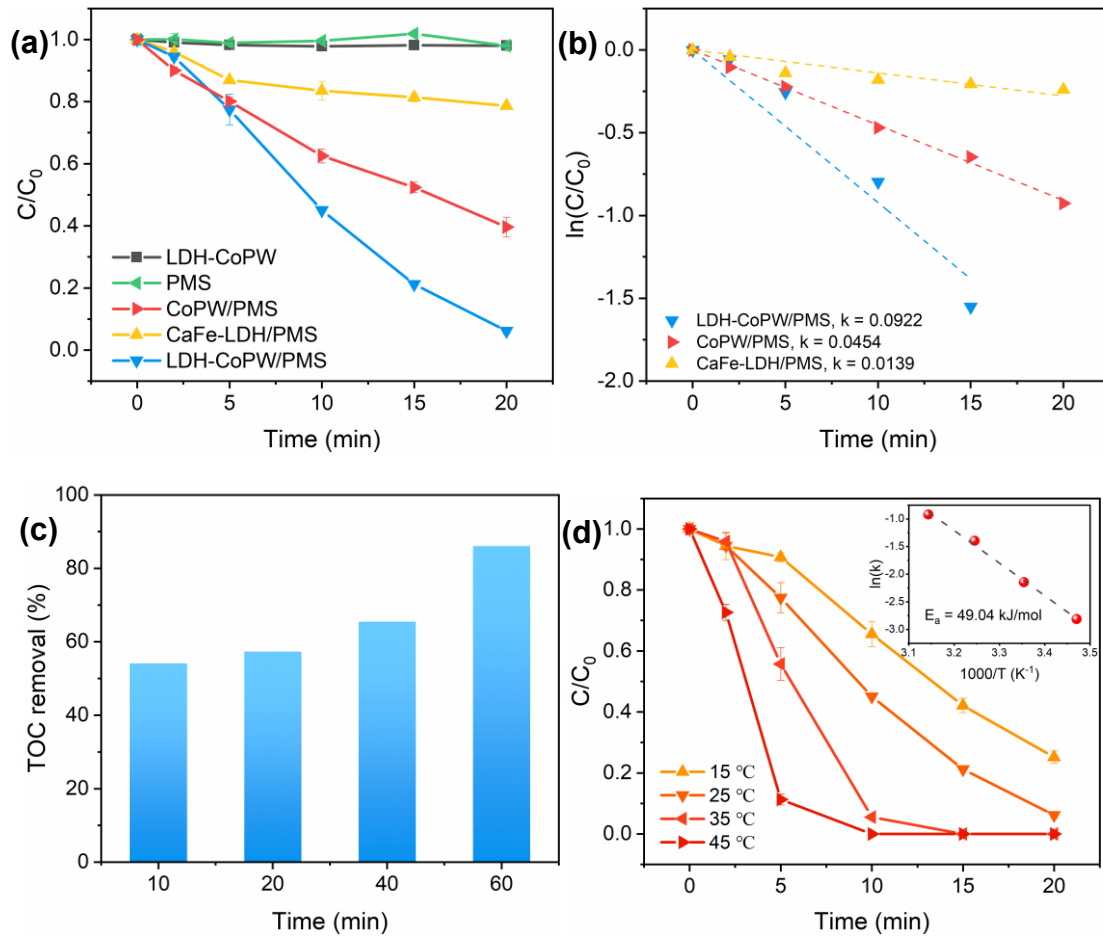 (a)
1.0
0.8
0.6
0.4
0.2
0.0
C/C0
LDH-CoPW
PMS
CoPW/PMS
CaFe-LDH/PMS
LDH-CoPW/PMS
0 5 10 15 20
Time (min)
(b)
0.0
-0.5
-1.0
-1.5
-2.0
ln(C/C0)
LDH-CoPW/PMS, k = 0.0922
CoPW/PMS, k = 0.0454
CaFe-LDH/PMS, k = 0.0139
0 5 10 15 20
Time (min)
(c)
100
80
60
40
20
0
TOC removal (%)
10 20 40 60
Time (min)
(d)
1.0
0.8
0.6
0.4
0.2
0.0
C/C0
15 ℃
25 ℃
35 ℃
45 ℃
0 5 10 15 20
Time (min)
-1.0
-1.5
-2.0
-2.5
-3.0
ln(k)
Ea = 49.04 kJ/mol
3.1 3.2 3.3 3.4 3.5
1000/T (K-1)